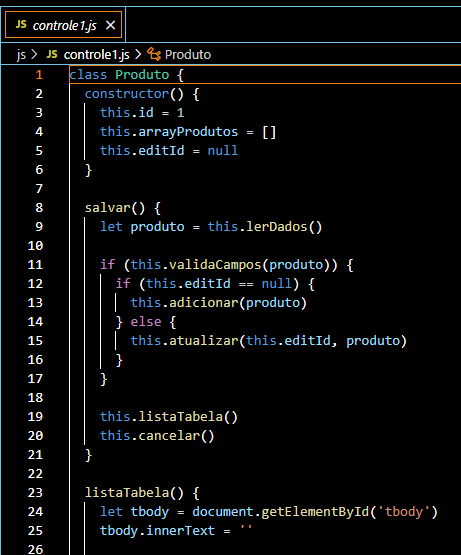 JS controle1.js ×
js > JS controle1.js > Produto
1 class Produto {
2   constructor() {
3     this.id = 1
4     this.arrayProdutos = []
5     this.editId = null
6   }
7
8   salvar() {
9     let produto = this.lerDados()
10
11     if (this.validaCampos(produto)) {
12       if (this.editId == null) {
13         this.adicionar(produto)
14       } else {
15         this.atualizar(this.editId, produto)
16       }
17     }
18
19     this.listaTabela()
20     this.cancelar()
21   }
22
23   listaTabela() {
24     let tbody = document.getElementById('tbody')
25     tbody.innerText = ''